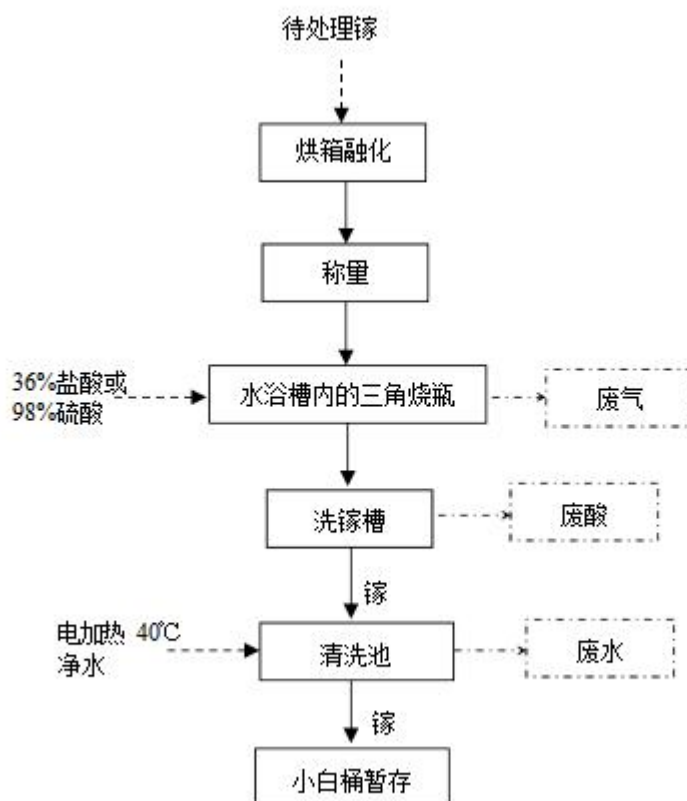 待处理镓
烘箱融化
称量
36%盐酸或
98%硫酸
水浴槽内的三角烧瓶
废气
洗镓槽
废酸
镓
电加热 40℃
净水
清洗池
废水
镓
小白桶暂存